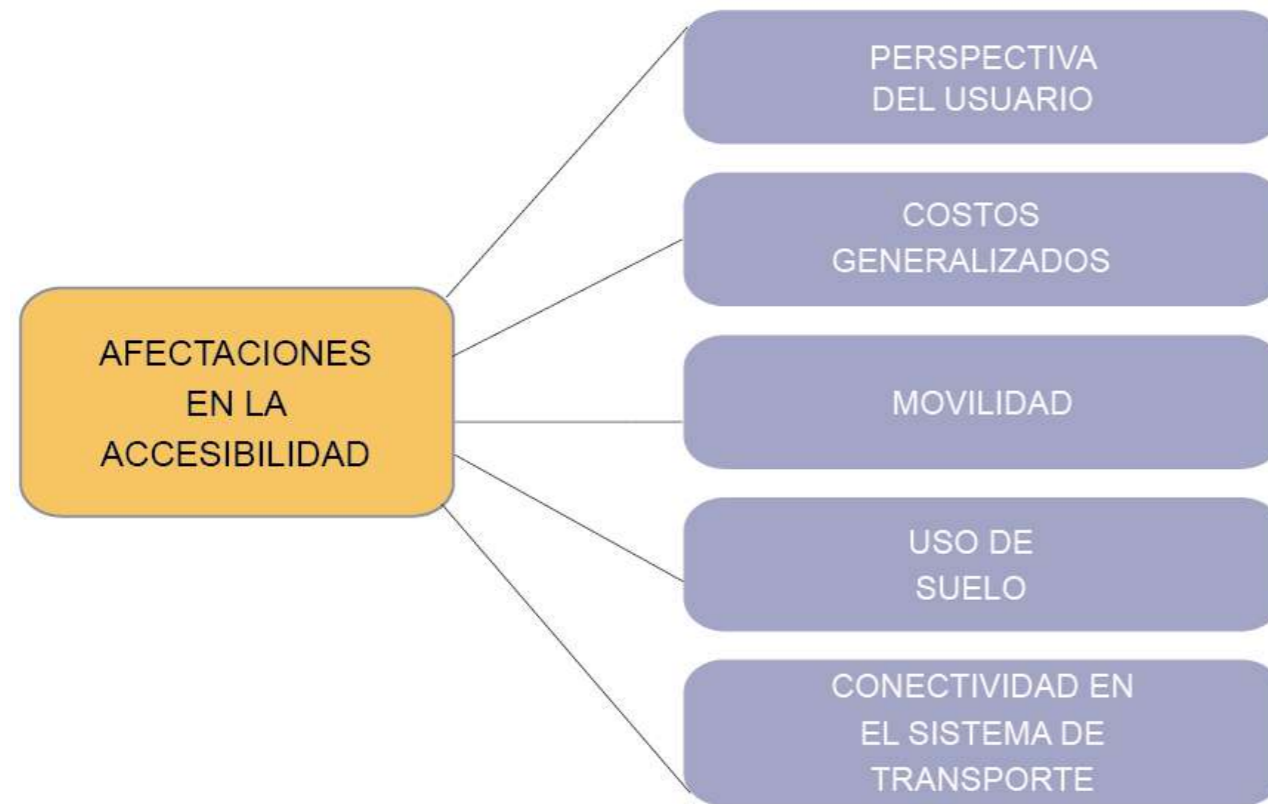 AFECTACIONES
EN LA
ACCESIBILIDAD
PERSPECTIVA
DEL USUARIO
COSTOS
GENERALIZADOS
MOVILIDAD
USO DE
SUELO
CONECTIVIDAD EN
EL SISTEMA DE
TRANSPORTE